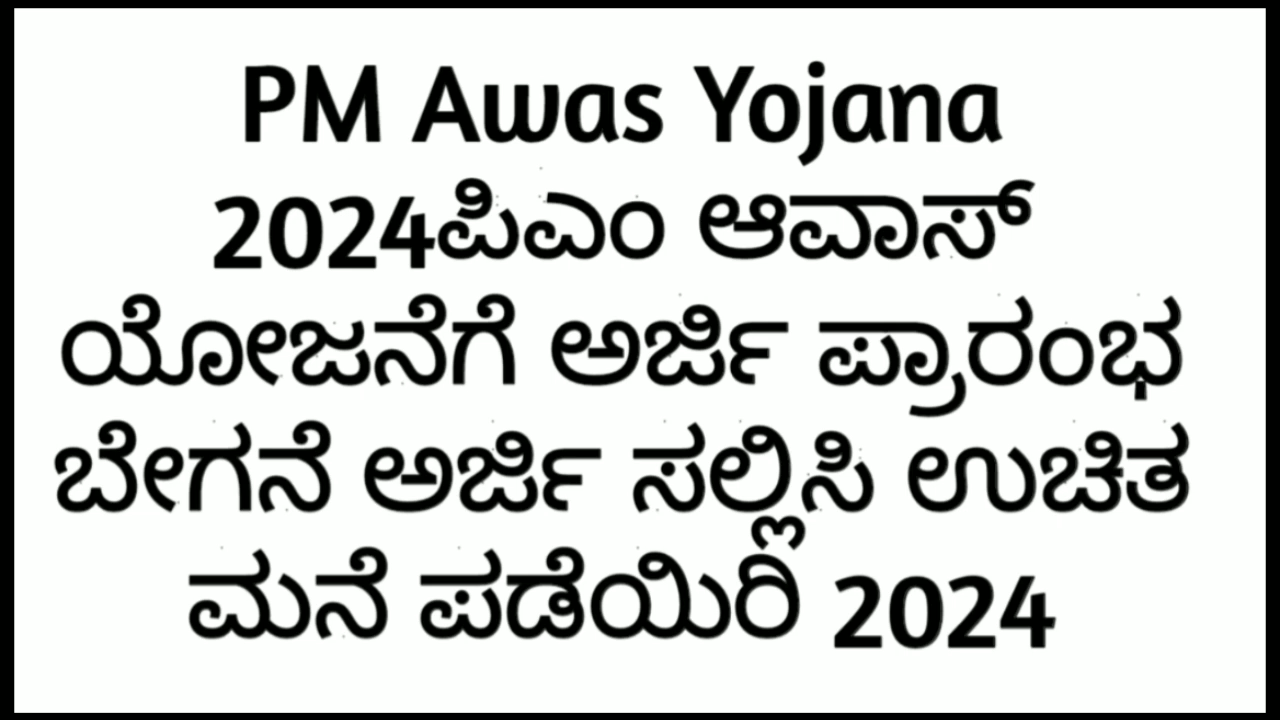 PM Awas Yojana
2024ಪಿಎಂ ಆವಾಸ್
ಯೋಜನೆಗೆ ಅರ್ಜಿ ಪ್ರಾರಂಭ
ಬೇಗನೆ ಅರ್ಜಿ ಸಲ್ಲಿಸಿ ಉಚಿತ
ಮನೆ ಪಡೆಯಿರಿ 2024